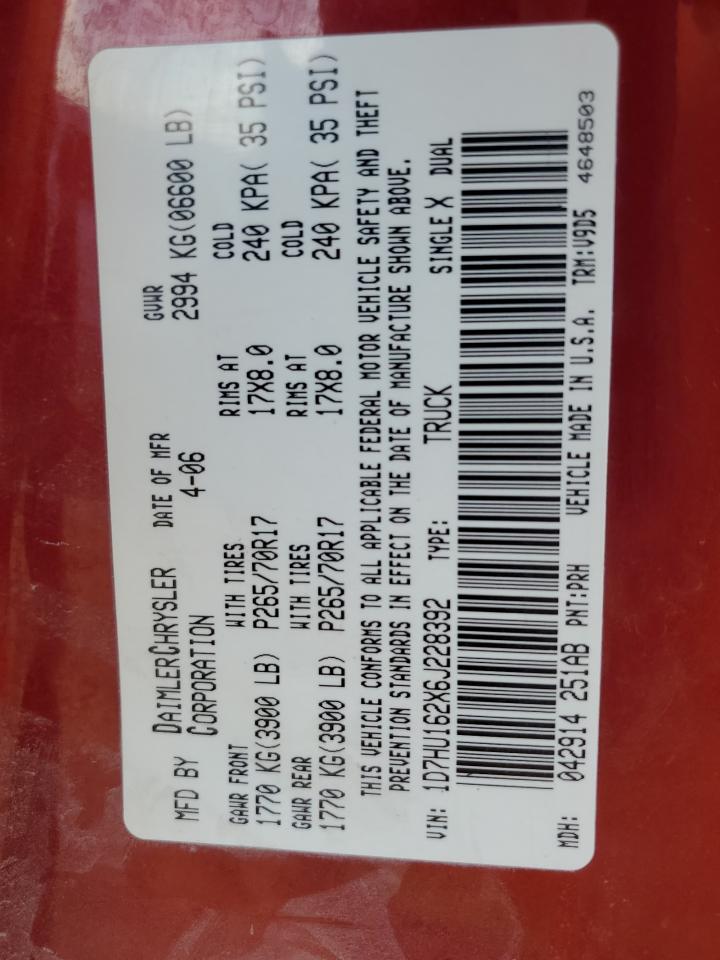 MFD BY DAIMLERCHRYSLER CORPORATION DATE OF MFR 4-06 GVWR 2994 KG(06600 LB)
GAWR FRONT WITH TIRES RIMS AT COLD
1770 KG(3900 LB) P265/70R17 17X8.0 240 KPA( 35 PSI)
GAWR REAR WITH TIRES RIMS AT COLD
1770 KG(3900 LB) P265/70R17 17X8.0 240 KPA( 35 PSI)
THIS VEHICLE CONFORMS TO ALL APPLICABLE FEDERAL MOTOR VEHICLE SAFETY AND THEFT
PREVENTION STANDARDS IN EFFECT ON THE DATE OF MANUFACTURE SHOWN ABOVE.
VIN: 1D7HU162X6J228392 TYPE: TRUCK SINGLE X DUAL
MDH: 042914 251AB PNT:PRH VEHICLE MADE IN U.S.A. TRM:V9D5 4648503